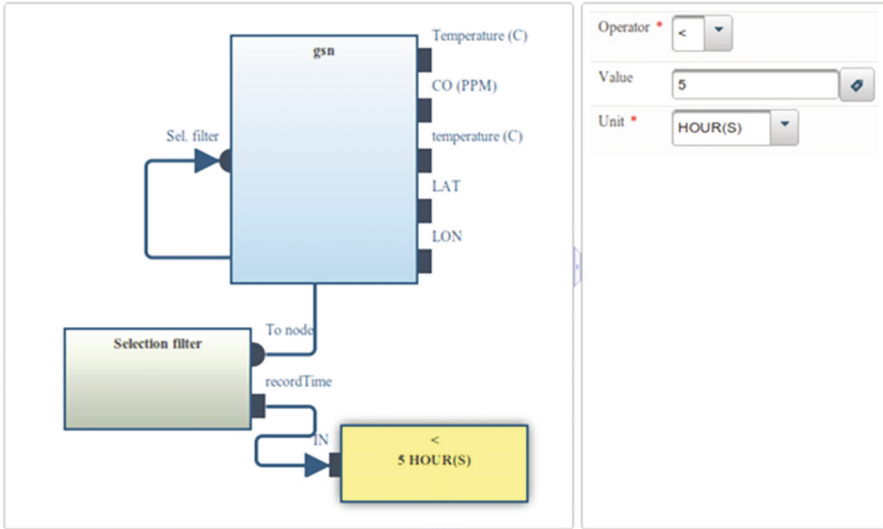 gsn
Temperature (C)
CO (PPM)
temperature (C)
LAT
LON
Sel. filter
To node
Selection filter
recordTime
IN
<
5 HOUR(S)
Operator *
<
Value
5
Unit *
HOUR(S)